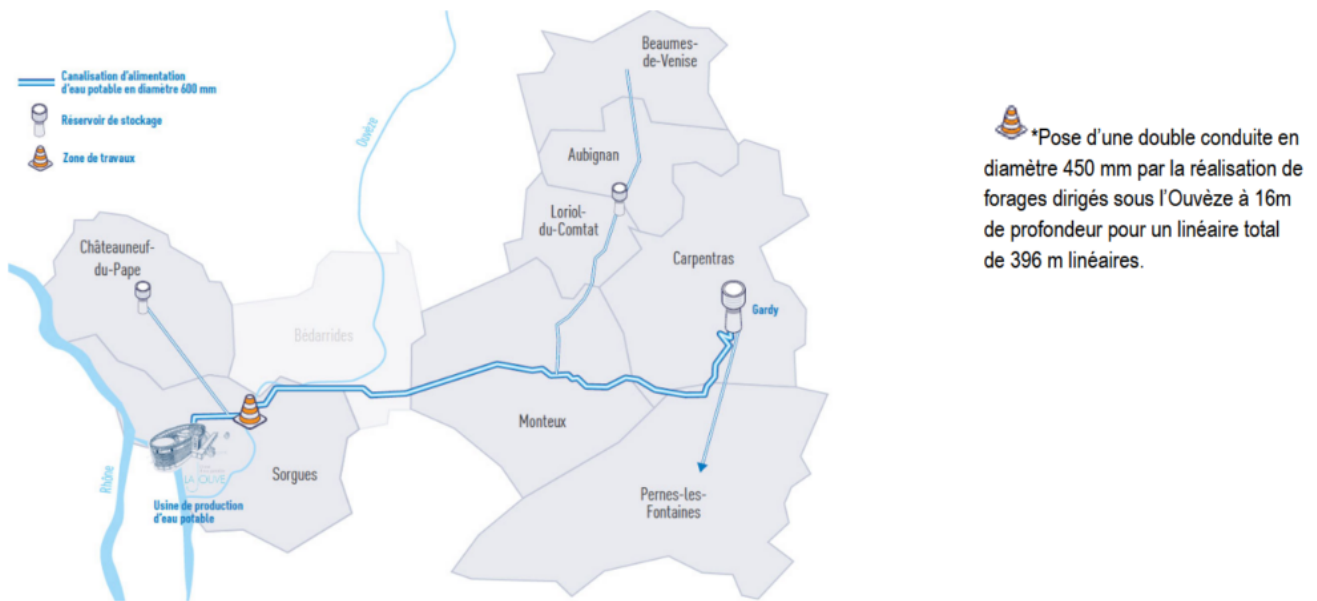 Canalisation d'alimentation
d'eau potable en diamètre 600 mm
Réservoir de stockage
Zone de travaux
Ouvèze
Beaumes-
de-Venise
Aubignan
Loriol-
du-Comtat
Châteauneuf-
du-Pape
Carpentras
Gardy
Bédarrides
Monteux
Sorgues
LA JOUVE
Rhône
Usine de production
d'eau potable
Pernes-les-
Fontaines
*Pose d'une double conduite en
diamètre 450 mm par la réalisation de
forages dirigés sous l'Ouvèze à 16m
de profondeur pour un linéaire total
de 396 m linéaires.